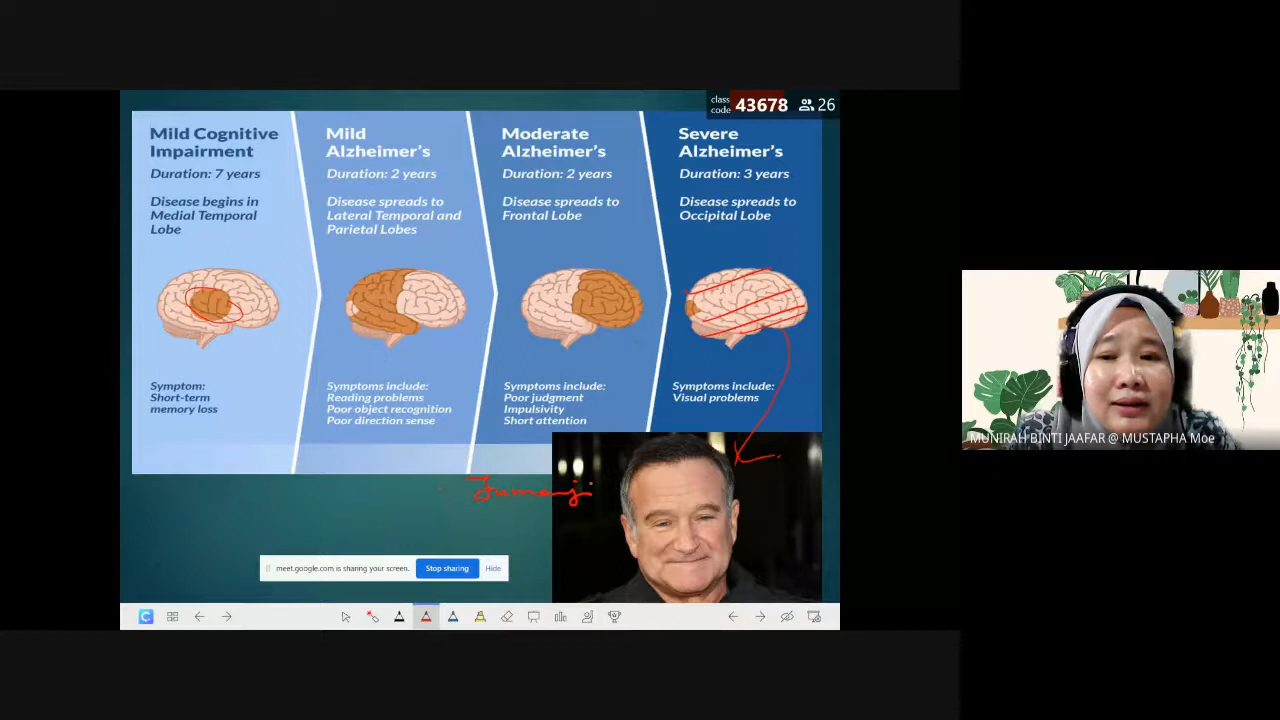 class
code
43678
26
Mild Cognitive
Impairment
Duration: 7 years
Disease begins in
Medial Temporal
Lobe
Symptom:
Short-term
memory loss
Mild
Alzheimer's
Duration: 2 years
Disease spreads to
Lateral Temporal and
Parietal Lobes
Symptoms include:
Reading problems
Poor object recognition
Poor direction sense
Moderate
Alzheimer's
Duration: 2 years
Disease spreads to
Frontal Lobe
Symptoms include:
Poor judgment
Impulsivity
Short attention
Severe
Alzheimer's
Duration: 3 years
Disease spreads to
Occipital Lobe
Symptoms include:
Visual problems
Jumanji
meet.google.com is sharing your screen.
Stop sharing
Hide
C
MUNIRAH BINTI JAAFAR @ MUSTAPHA Moe